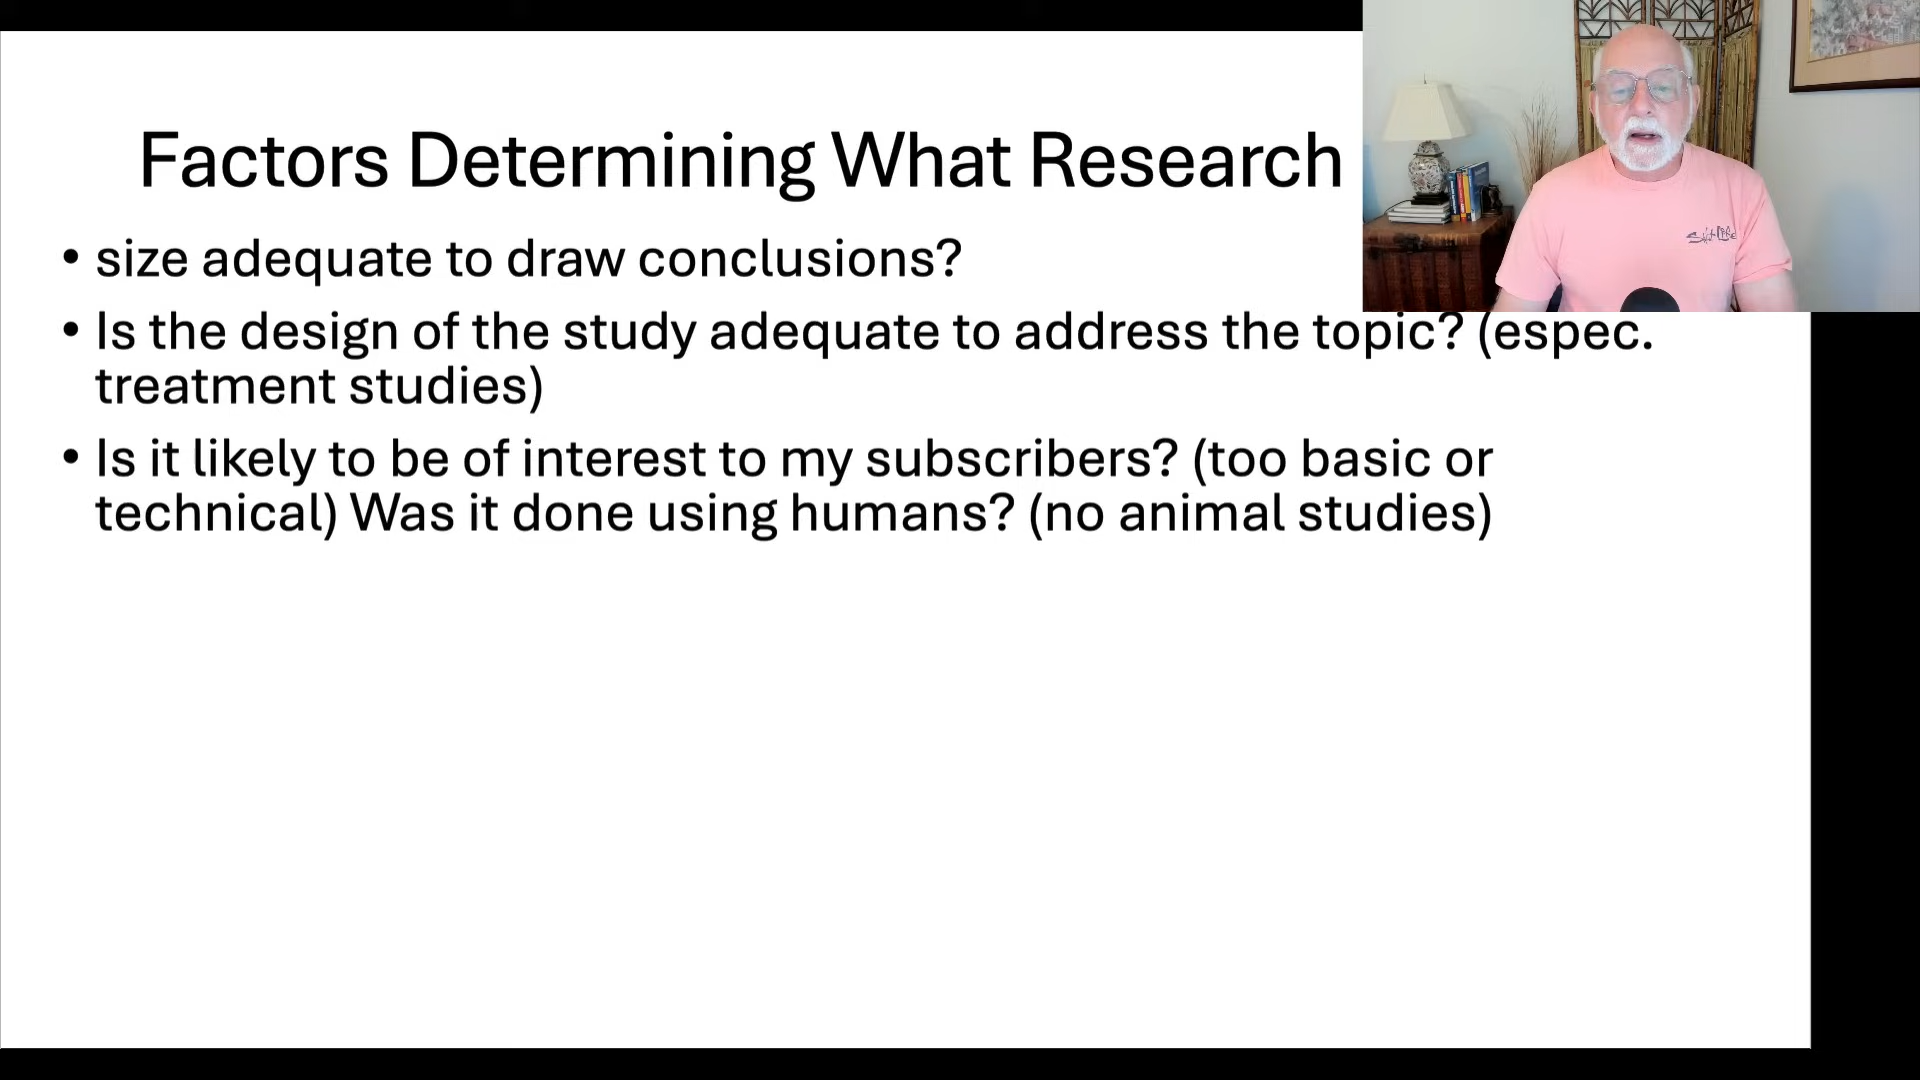 Factors Determining What Research
• size adequate to draw conclusions?
• Is the design of the study adequate to address the topic? (espec.
treatment studies)
• Is it likely to be of interest to my subscribers? (too basic or
technical) Was it done using humans? (no animal studies)
Salt Life